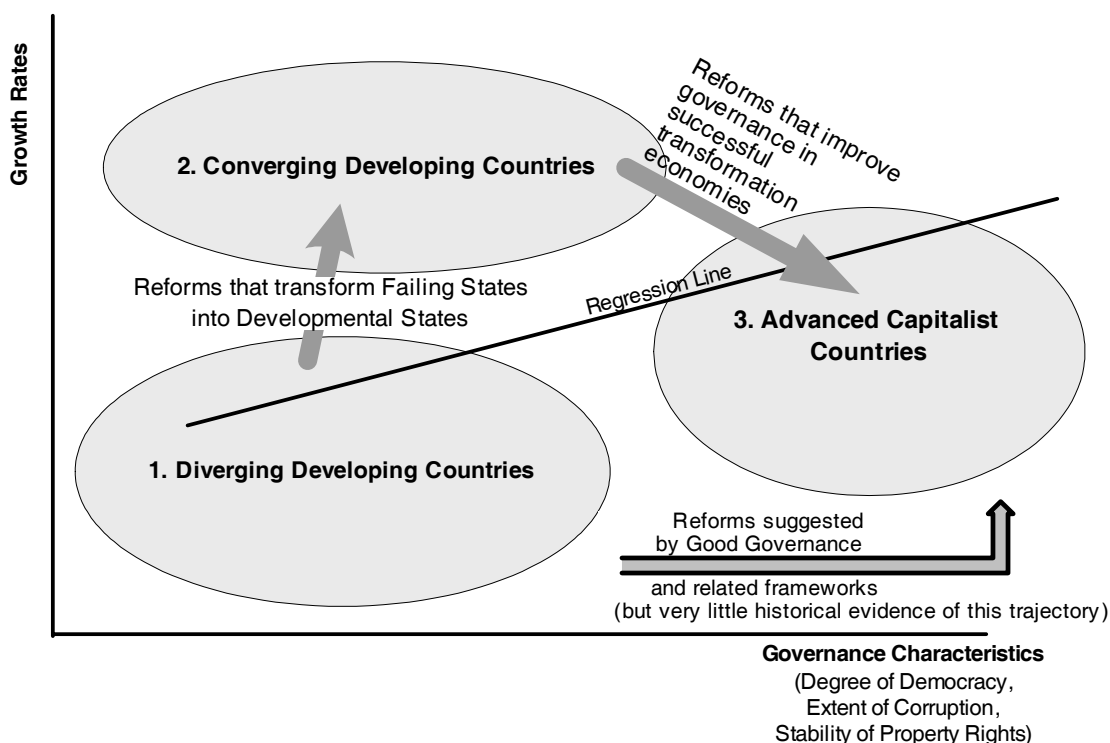 Growth Rates
Reforms that improve
governance in
successful
transformation
economies
2. Converging Developing Countries
Reforms that transform Failing States
into Developmental States
Regression Line
3. Advanced Capitalist
Countries
1. Diverging Developing Countries
Reforms suggested
by Good Governance
and related frameworks
(but very little historical evidence of this trajectory)
Governance Characteristics
(Degree of Democracy,
Extent of Corruption,
Stability of Property Rights)